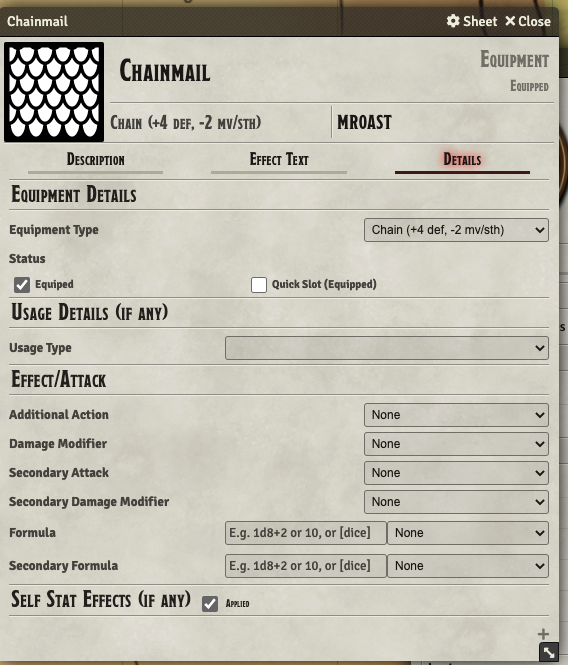 Chainmail
Sheet Close
Chainmail
Equipment
Equipped
Chain (+4 def, -2 mv/sth)
MROAST
Description Effect Text Details
Equipment Details
Equipment Type Chain (+4 def, -2 mv/sth)
Status
Equiped Quick Slot (Equipped)
Usage Details (if any)
Usage Type
Effect/Attack
Additional Action None
Damage Modifier None
Secondary Attack None
Secondary Damage Modifier None
Formula E.g. 1d8+2 or 10, or [dice] None
Secondary Formula E.g. 1d8+2 or 10, or [dice] None
Self Stat Effects (if any) Applied